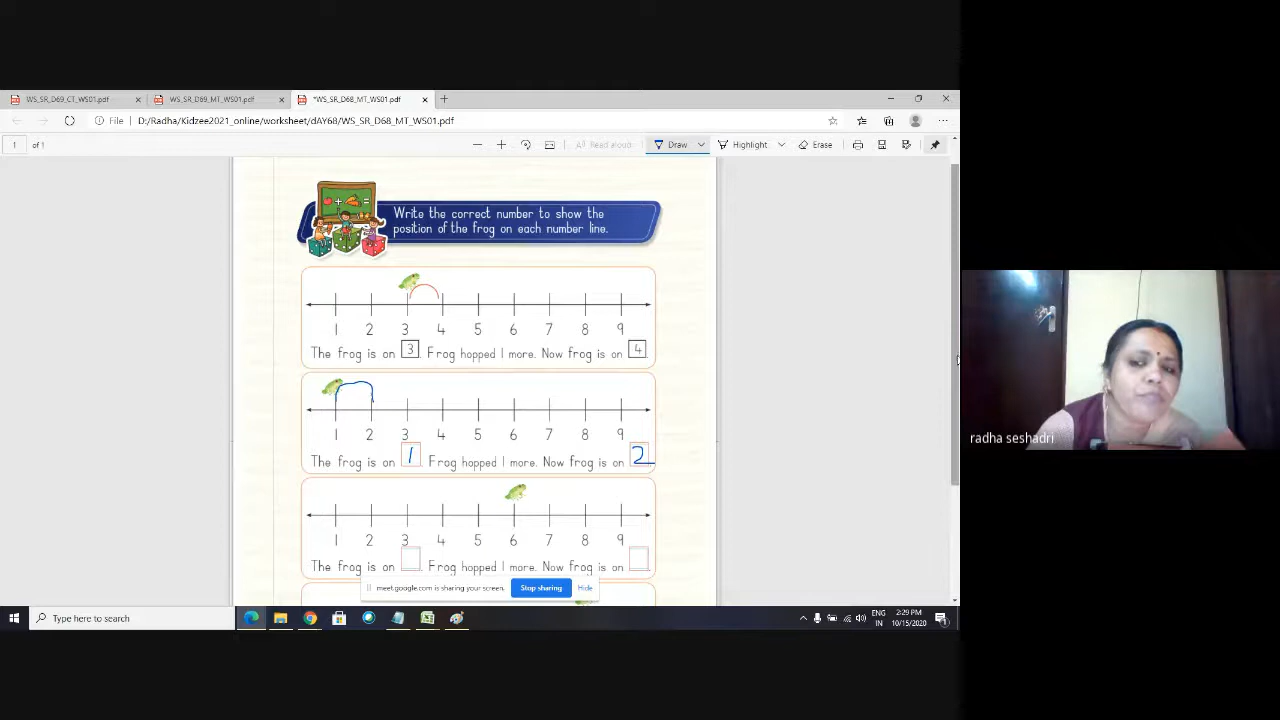 WS_SR_D69_CT_WS01.pdf
WS_SR_D69_MT_WS01.pdf
*WS_SR_D68_MT_WS01.pdf
File D:/Radha/Kidzee2021_online/worksheet/dAY68/WS_SR_D68_MT_WS01.pdf
1 of 1
Read aloud Draw Highlight Erase
Write the correct number to show the
position of the frog on each number line.
1 2 3 4 5 6 7 8 9
The frog is on 3. Frog hopped 1 more. Now frog is on 4.
1 2 3 4 5 6 7 8 9
The frog is on 1. Frog hopped 1 more. Now frog is on 2
1 2 3 4 5 6 7 8 9
The frog is on . Frog hopped 1 more. Now frog is on
meet.google.com is sharing your screen. Stop sharing Hide
radha seshadri
Type here to search
ENG 2:29 PM
IN 10/15/2020